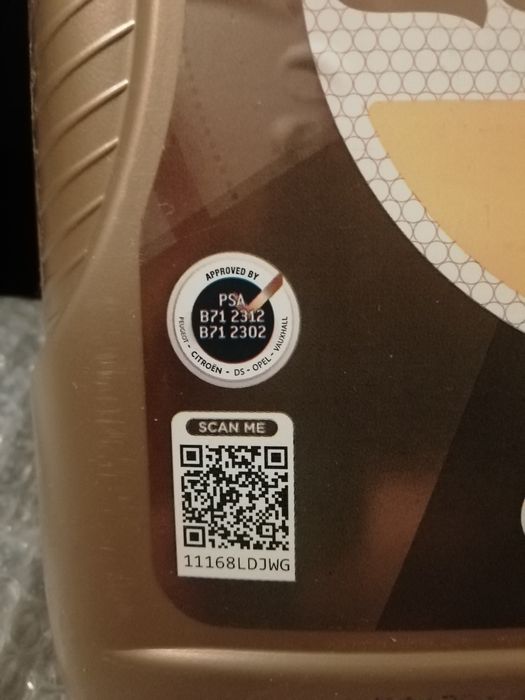 APPROVED BY
PSA
B71 2312
B71 2302
PEUGEOT - CITROËN - DS - OPEL - VAUXHALL
SCAN ME
11168LDJWG